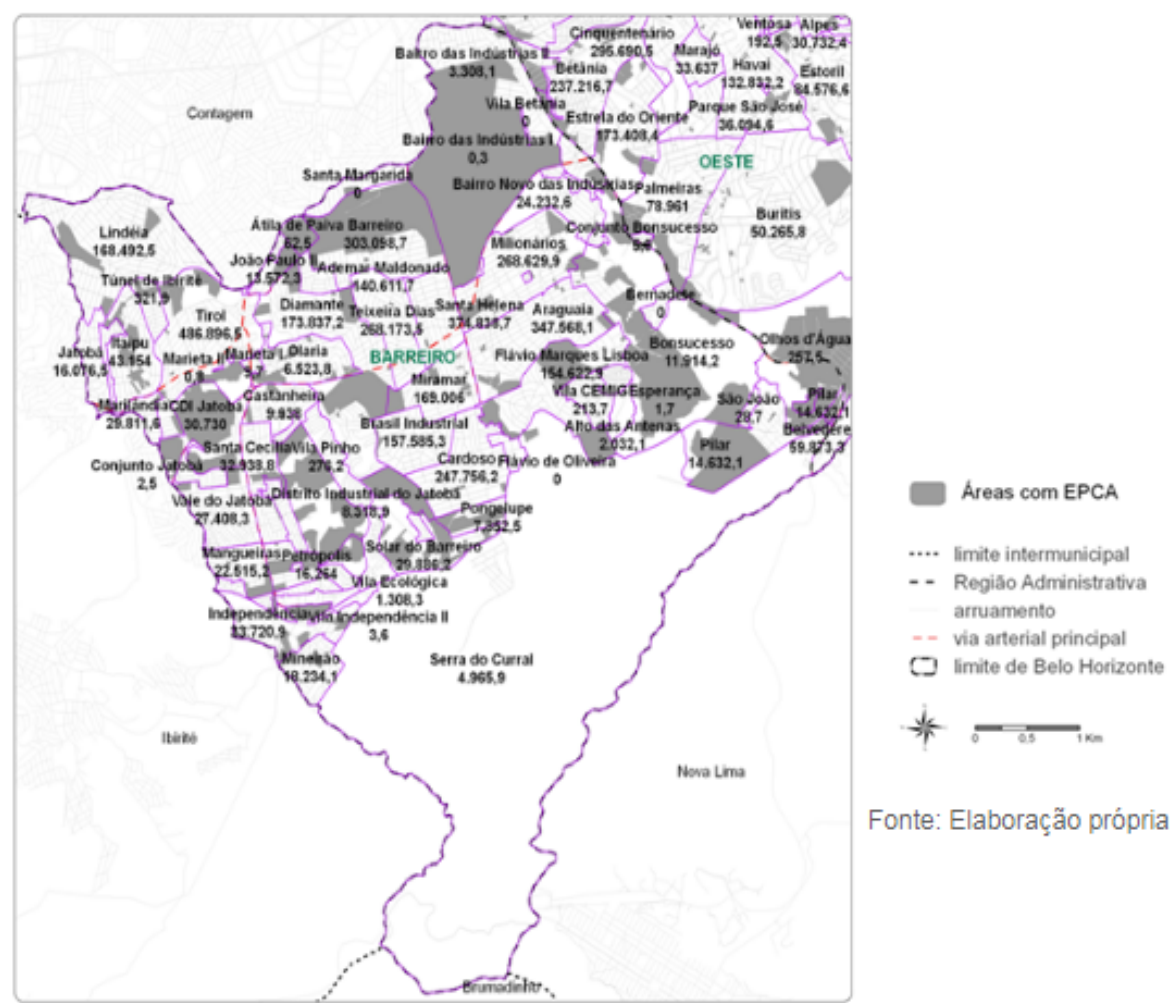 Ventosa
192,5
Alpes
30.732,4
Cinquentenário
295.690,5
Marajó
33.637
Havaí
132.832,2
Estoril
84.576,6
Bairro das Indústrias II
3.308,1
Betânia
237.216,7
Vila Betânia
0
Estrela do Oriente
173.408,4
Parque São José
36.094,6
Contagem
Bairro das Indústrias I
0,3
OESTE
Santa Margarida
0
Bairro Novo das Indústrias
24.232,6
Palmeiras
78.961
Buritis
50.265,8
Lindéia
168.492,5
Átila de Paiva
62,5
Barreiro
303.098,7
Milionários
268.629,9
Conjunto Bonsucesso
João Paulo II
13.572,3
Ademar Maldonado
140.611,7
Túnel de Ibirité
321,9
Tirol
486.896,5
Diamante
173.837,2
Teixeira Dias
268.173,5
Santa Helena
Araguaia
347.568,1
Bernadete
0
Itaipu
43.154
Jatobá
16.076,5
Marieta II
Marieta I
Olaria
6.523,8
BARREIRO
Flávio Marques Lisboa
154.622,9
Bonsucesso
11.914,2
Olhos d'Água
257,5
Marilândia
29.811,6
CDI Jatobá
30.730
Castanheira
9.938
Miramar
169.006
Vila CEMIG
213,7
Esperança
1,7
São João
Pilar
14.632,1
Brasil Industrial
157.585,3
Alto das Antenas
2.032,1
Pilar
14.632,1
Belvedere
59.873,3
Santa Cecília
32.938,8
Vila Pinho
276,2
Conjunto Jatobá
2,5
Cardoso
247.756,2
Flávio de Oliveira
0
Vale do Jatobá
27.408,3
Distrito Industrial do Jatobá
8.318,9
Pongelupe
7.852,5
Mangueiras
22.515,2
Petrópolis
16.264
Solar do Barreiro
29.886,2
Vila Ecológica
1.308,3
Independência
33.720,9
Vila Independência II
3,6
Mineirão
18.234,1
Serra do Curral
4.965,9
Ibirité
Nova Lima
Áreas com EPCA
limite intermunicipal
Região Administrativa
arruamento
via arterial principal
limite de Belo Horizonte
0 0,5 1 Km
Fonte: Elaboração própria